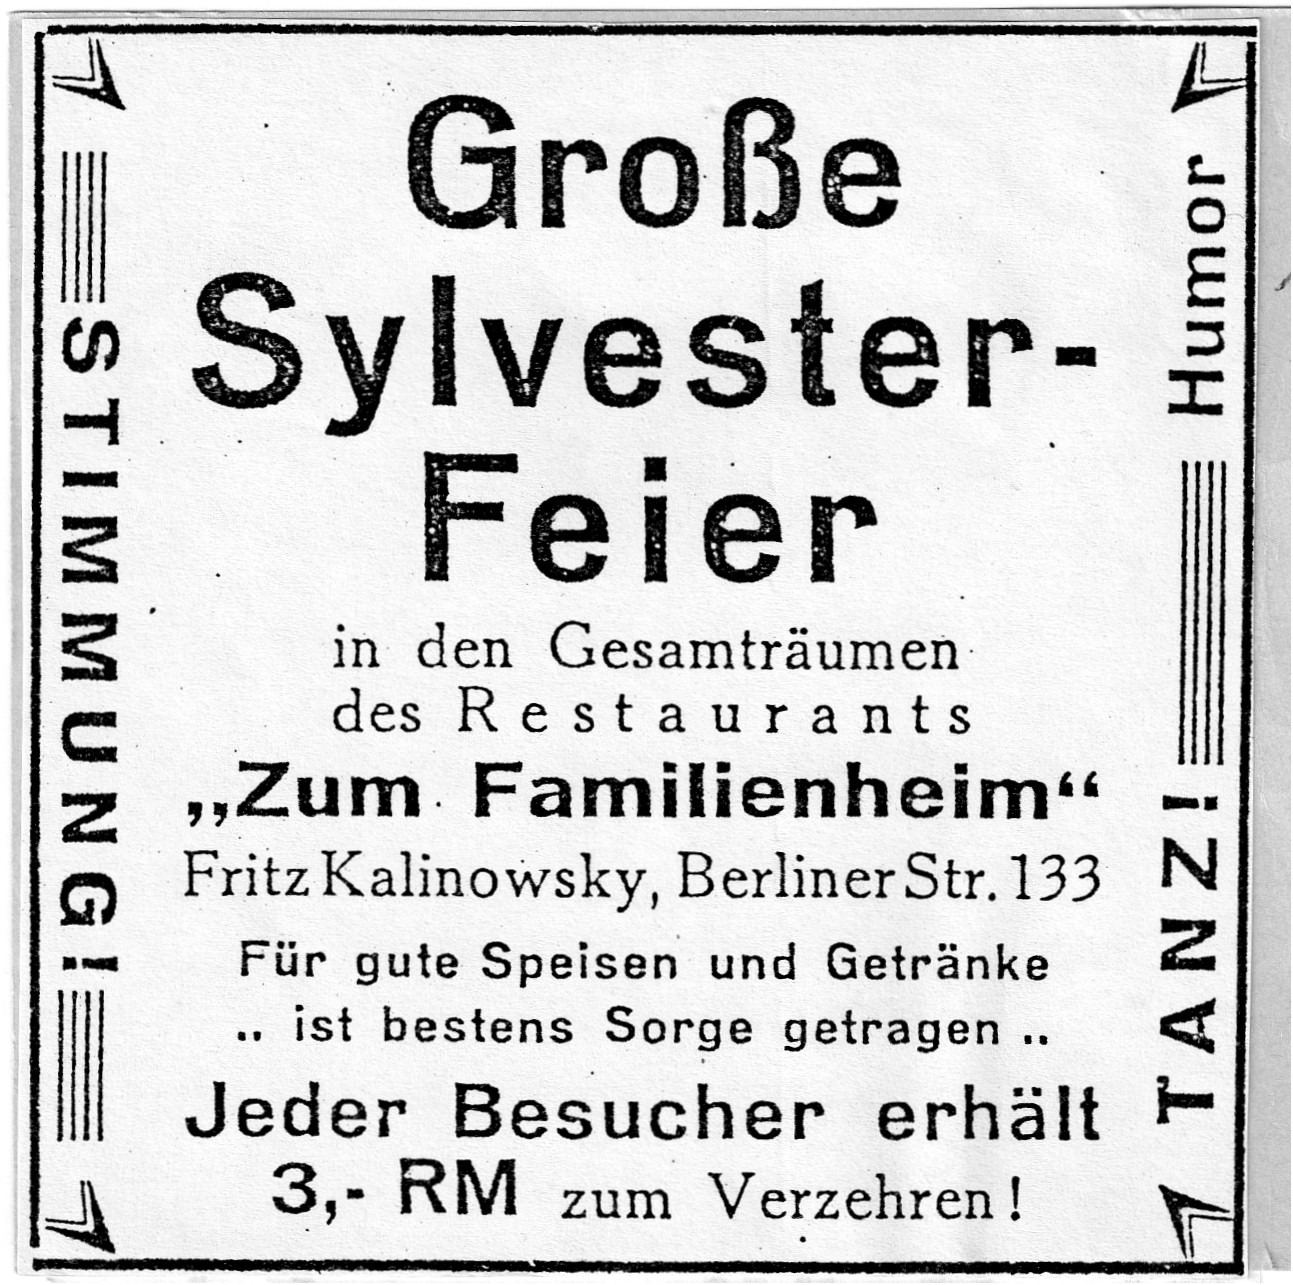 Große
Sylvester-
Feier
in den Gesamträumen
des Restaurants
„Zum Familienheim“
Fritz Kalinowsky, Berliner Str. 133
Für gute Speisen und Getränke
.. ist bestens Sorge getragen ..
Jeder Besucher erhält
3,- RM zum Verzehren!
STIMMUNG!
TANZ!
Humor